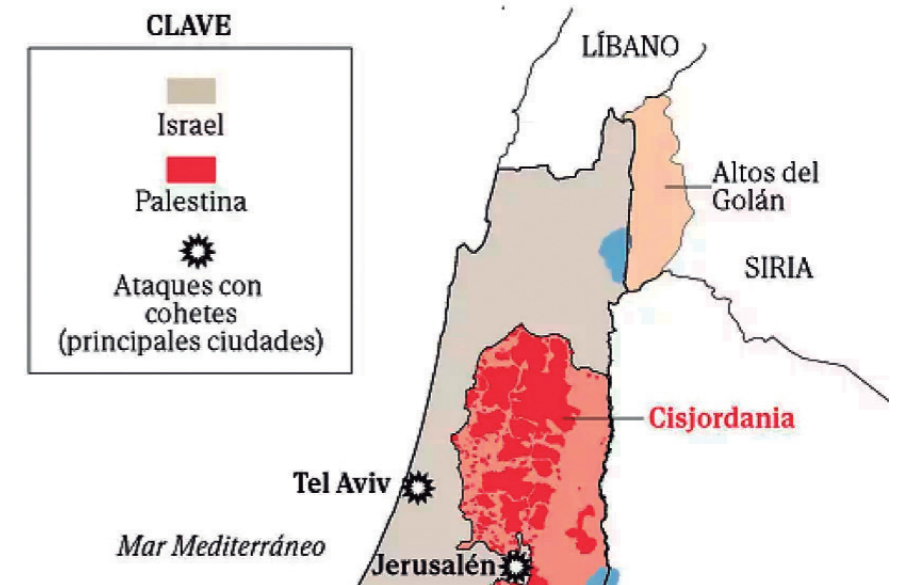 CLAVE
Israel
Palestina
Ataques con
cohetes
(principales ciudades)
LÍBANO
Altos del
Golán
SIRIA
Cisjordania
Tel Aviv
Mar Mediterráneo
Jerusalén